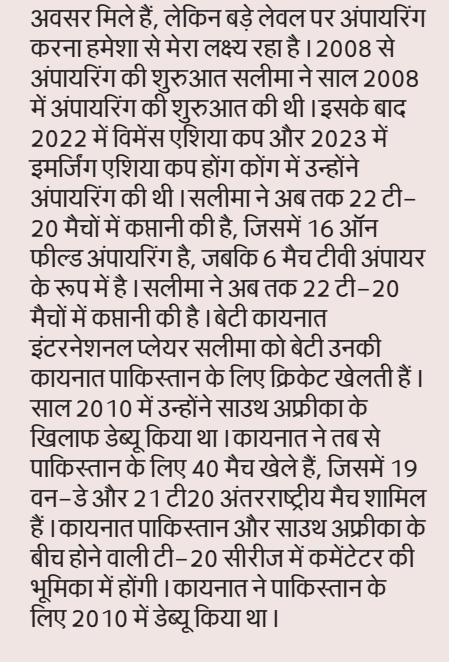 अवसर मिले हैं, लेकिन बड़े लेवल पर अंपायरिंग
करना हमेशा से मेरा लक्ष्य रहा है । 2008 से
अंपायरिंग की शुरुआत सलीमा ने साल 2008
में अंपायरिंग की शुरुआत की थी । इसके बाद
2022 में विमेंस एशिया कप और 2023 में
इमर्जिंग एशिया कप होंग कोंग में उन्होंने
अंपायरिंग की थी । सलीमा ने अब तक 22 टी-
20 मैचों में कप्तानी की है, जिसमें 16 ऑन
फील्ड अंपायरिंग है, जबकि 6 मैच टीवी अंपायर
के रूप में है । सलीमा ने अब तक 22 टी-20
मैचों में कप्तानी की है । बेटी कायनात
इंटरनेशनल प्लेयर सलीमा को बेटी उनकी
कायनात पाकिस्तान के लिए क्रिकेट खेलती हैं ।
साल 2010 में उन्होंने साउथ अफ्रीका के
खिलाफ डेब्यू किया था । कायनात ने तब से
पाकिस्तान के लिए 40 मैच खेले हैं, जिसमें 19
वन-डे और 21 टी20 अंतरराष्ट्रीय मैच शामिल
हैं । कायनात पाकिस्तान और साउथ अफ्रीका के
बीच होने वाली टी-20 सीरीज में कमेंटेटर की
भूमिका में होंगी । कायनात ने पाकिस्तान के
लिए 2010 में डेब्यू किया था ।